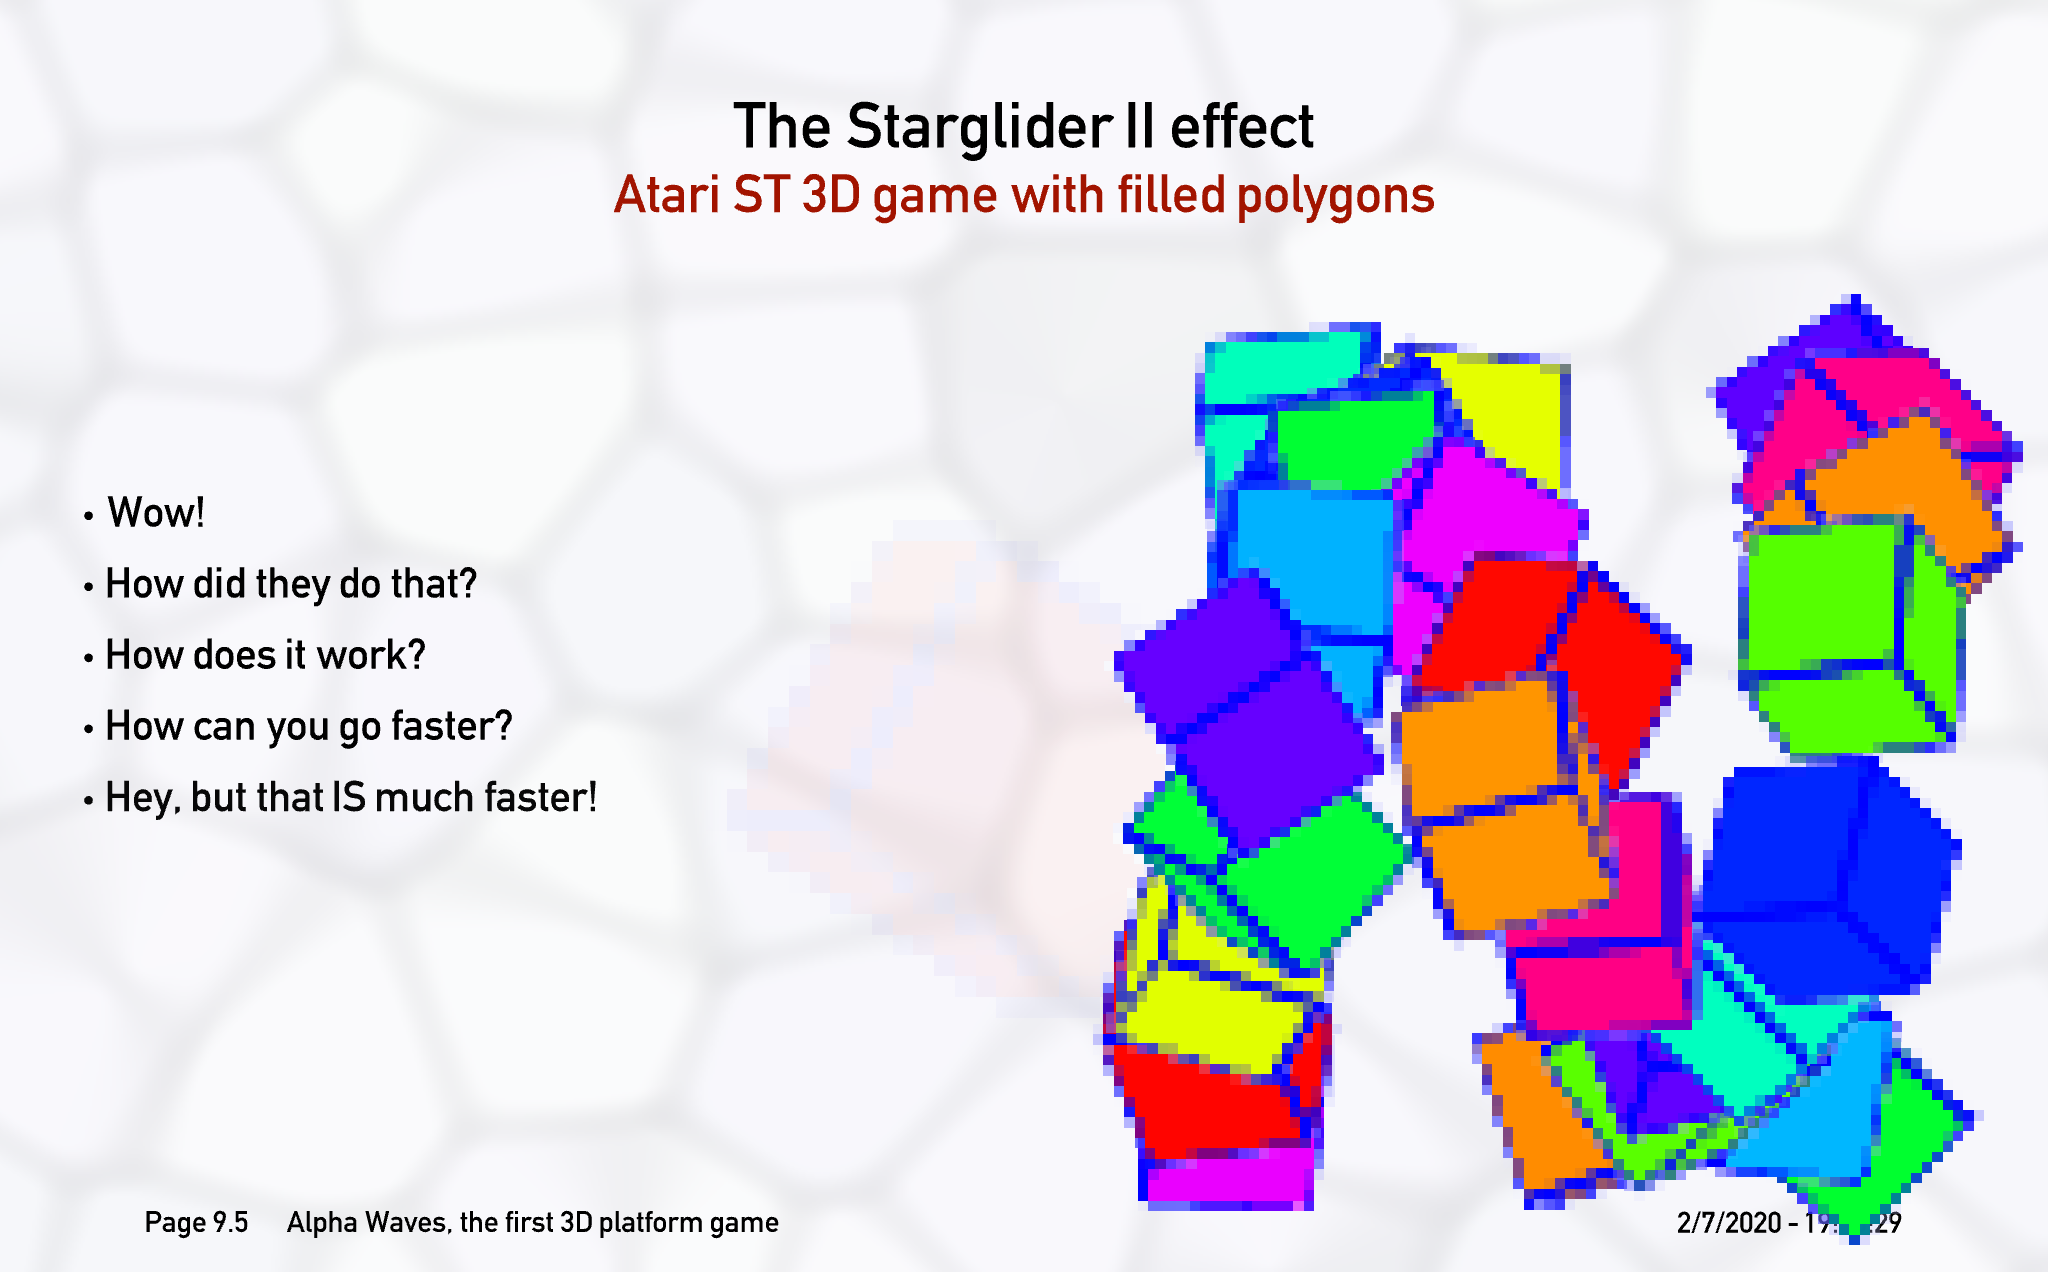 The Starglider II effect
Atari ST 3D game with filled polygons
• Wow!
• How did they do that?
• How does it work?
• How can you go faster?
• Hey, but that IS much faster!
Page 9.5 Alpha Waves, the first 3D platform game
2/7/2020 -